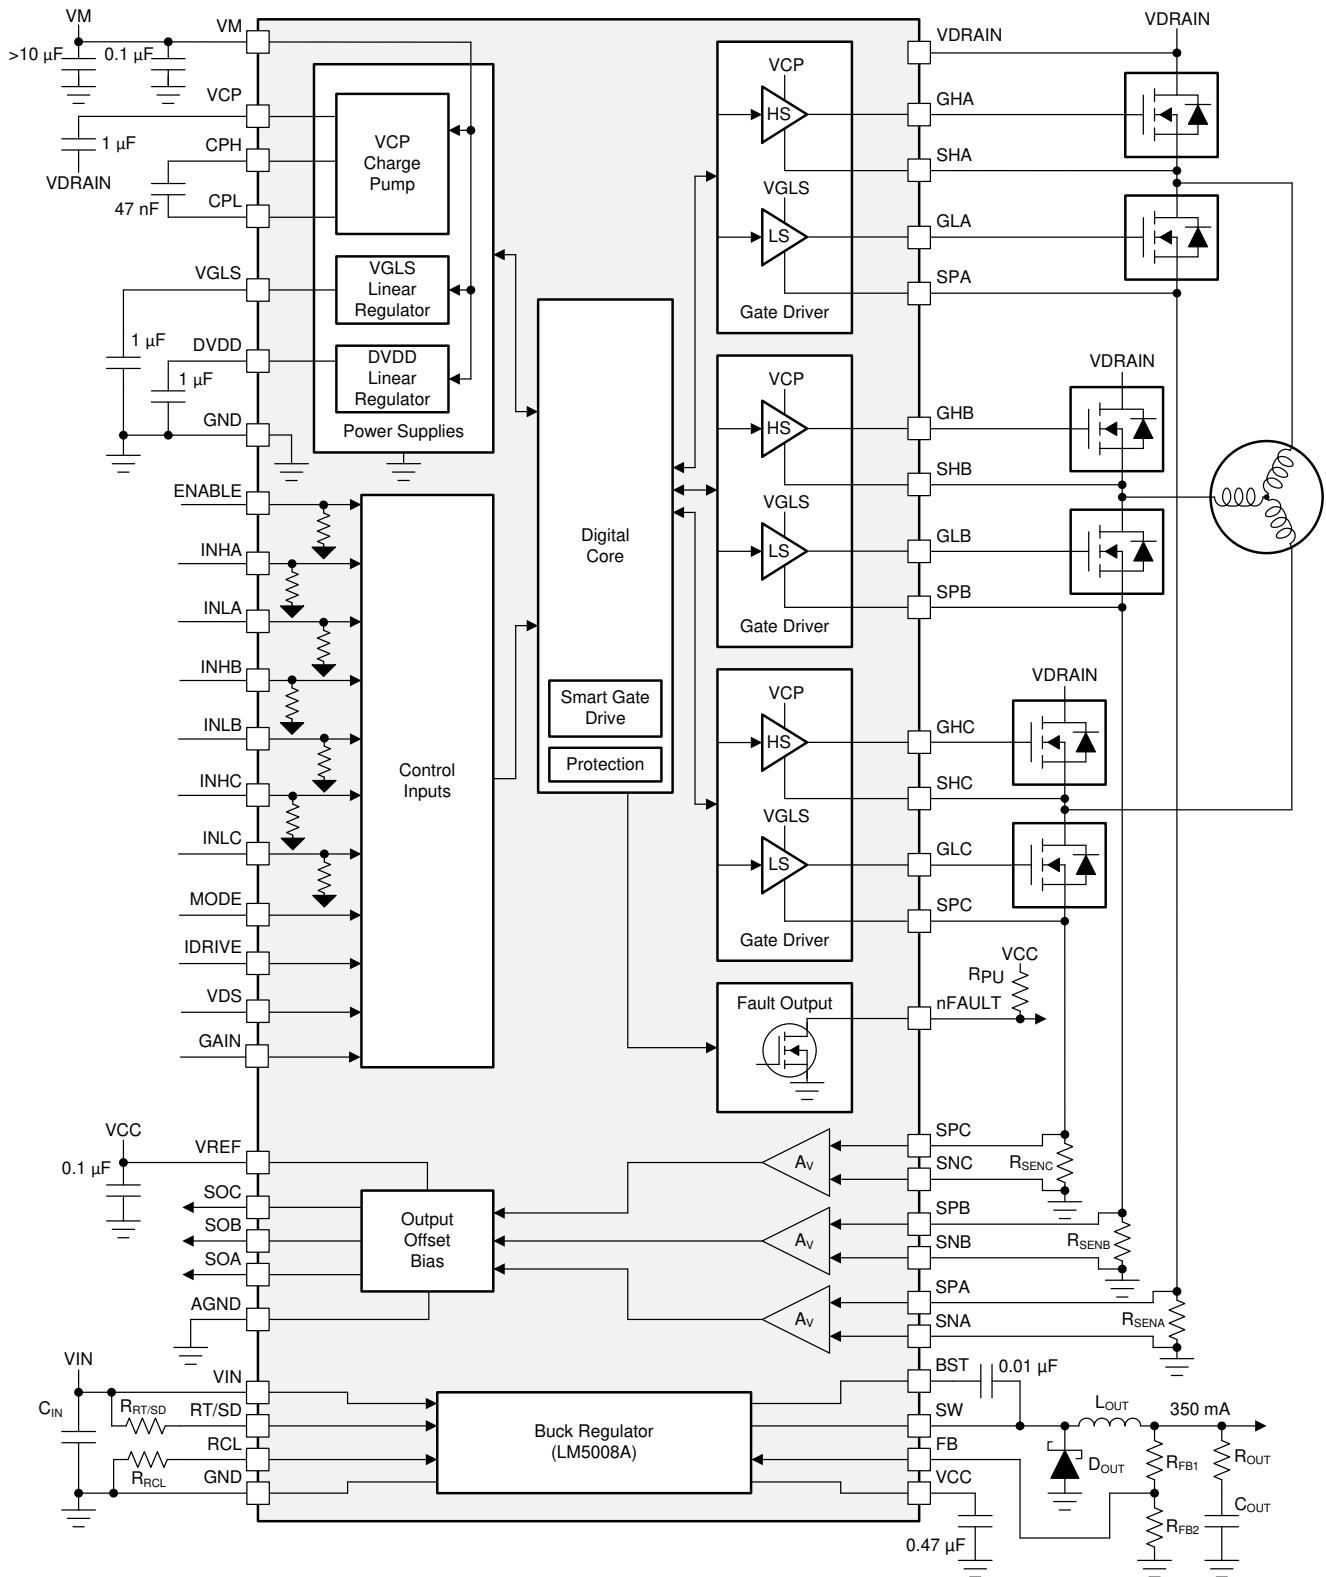 VM
VM
>10 µF
0.1 µF
VCP
1 µF
VDRAIN
CPH
47 nF
CPL
VCP
Charge
Pump
VGLS
VGLS
Linear
Regulator
1 µF
DVDD
1 µF
DVDD
Linear
Regulator
GND
Power Supplies
ENABLE
INHA
INLA
INHB
INLB
INHC
INLC
MODE
IDRIVE
VDS
GAIN
Control
Inputs
Digital
Core
Smart Gate
Drive
Protection
VCP
HS
VGLS
LS
Gate Driver
VCP
HS
VGLS
LS
Gate Driver
VCP
HS
VGLS
LS
Gate Driver
Fault Output
VDRAIN
VDRAIN
GHA
SHA
GLA
SPA
VDRAIN
GHB
SHB
GLB
SPB
VDRAIN
GHC
SHC
GLC
SPC
VCC
RPU
nFAULT
VCC
0.1 µF
VREF
SOC
SOB
SOA
AGND
Output
Offset
Bias
AV
AV
AV
SPC
SNC
RSENC
SPB
SNB
RSENB
SPA
SNA
RSENA
VIN
CIN
VIN
RRT/SD
RT/SD
RCL
RRCL
GND
Buck Regulator
(LM5008A)
BST
0.01 µF
SW
LOUT
350 mA
FB
DOUT
RFB1
ROUT
VCC
0.47 µF
RFB2
COUT